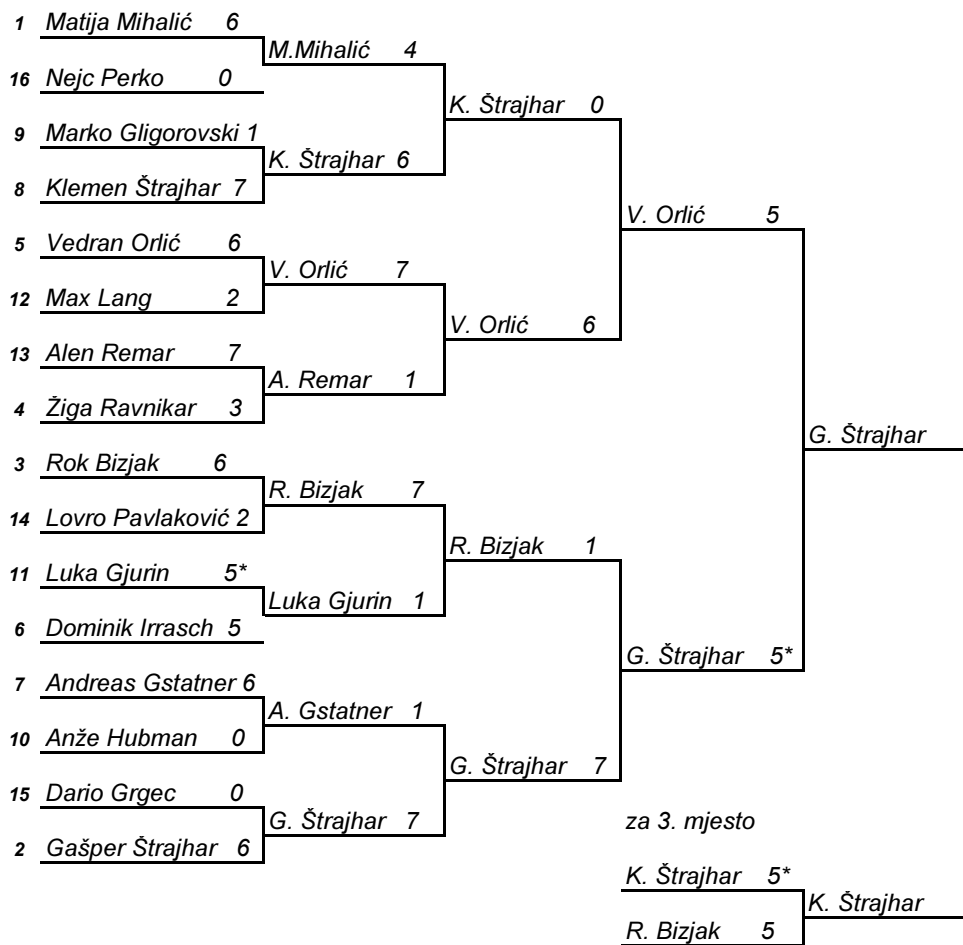 1 Matija Mihalić 6
M.Mihalić 4
16 Nejc Perko 0
K. Štrajhar 0
9 Marko Gligorovski 1
K. Štrajhar 6
8 Klemen Štrajhar 7
V. Orlić 5
5 Vedran Orlić 6
V. Orlić 7
12 Max Lang 2
V. Orlić 6
13 Alen Remar 7
A. Remar 1
4 Žiga Ravnikar 3
G. Štrajhar
3 Rok Bizjak 6
R. Bizjak 7
14 Lovro Pavlaković 2
R. Bizjak 1
11 Luka Gjurin 5*
Luka Gjurin 1
6 Dominik Irrasch 5
G. Štrajhar 5*
7 Andreas Gstatner 6
A. Gstatner 1
10 Anže Hubman 0
G. Štrajhar 7
15 Dario Grgec 0
G. Štrajhar 7
za 3. mjesto
2 Gašper Štrajhar 6
K. Štrajhar 5*
K. Štrajhar
R. Bizjak 5